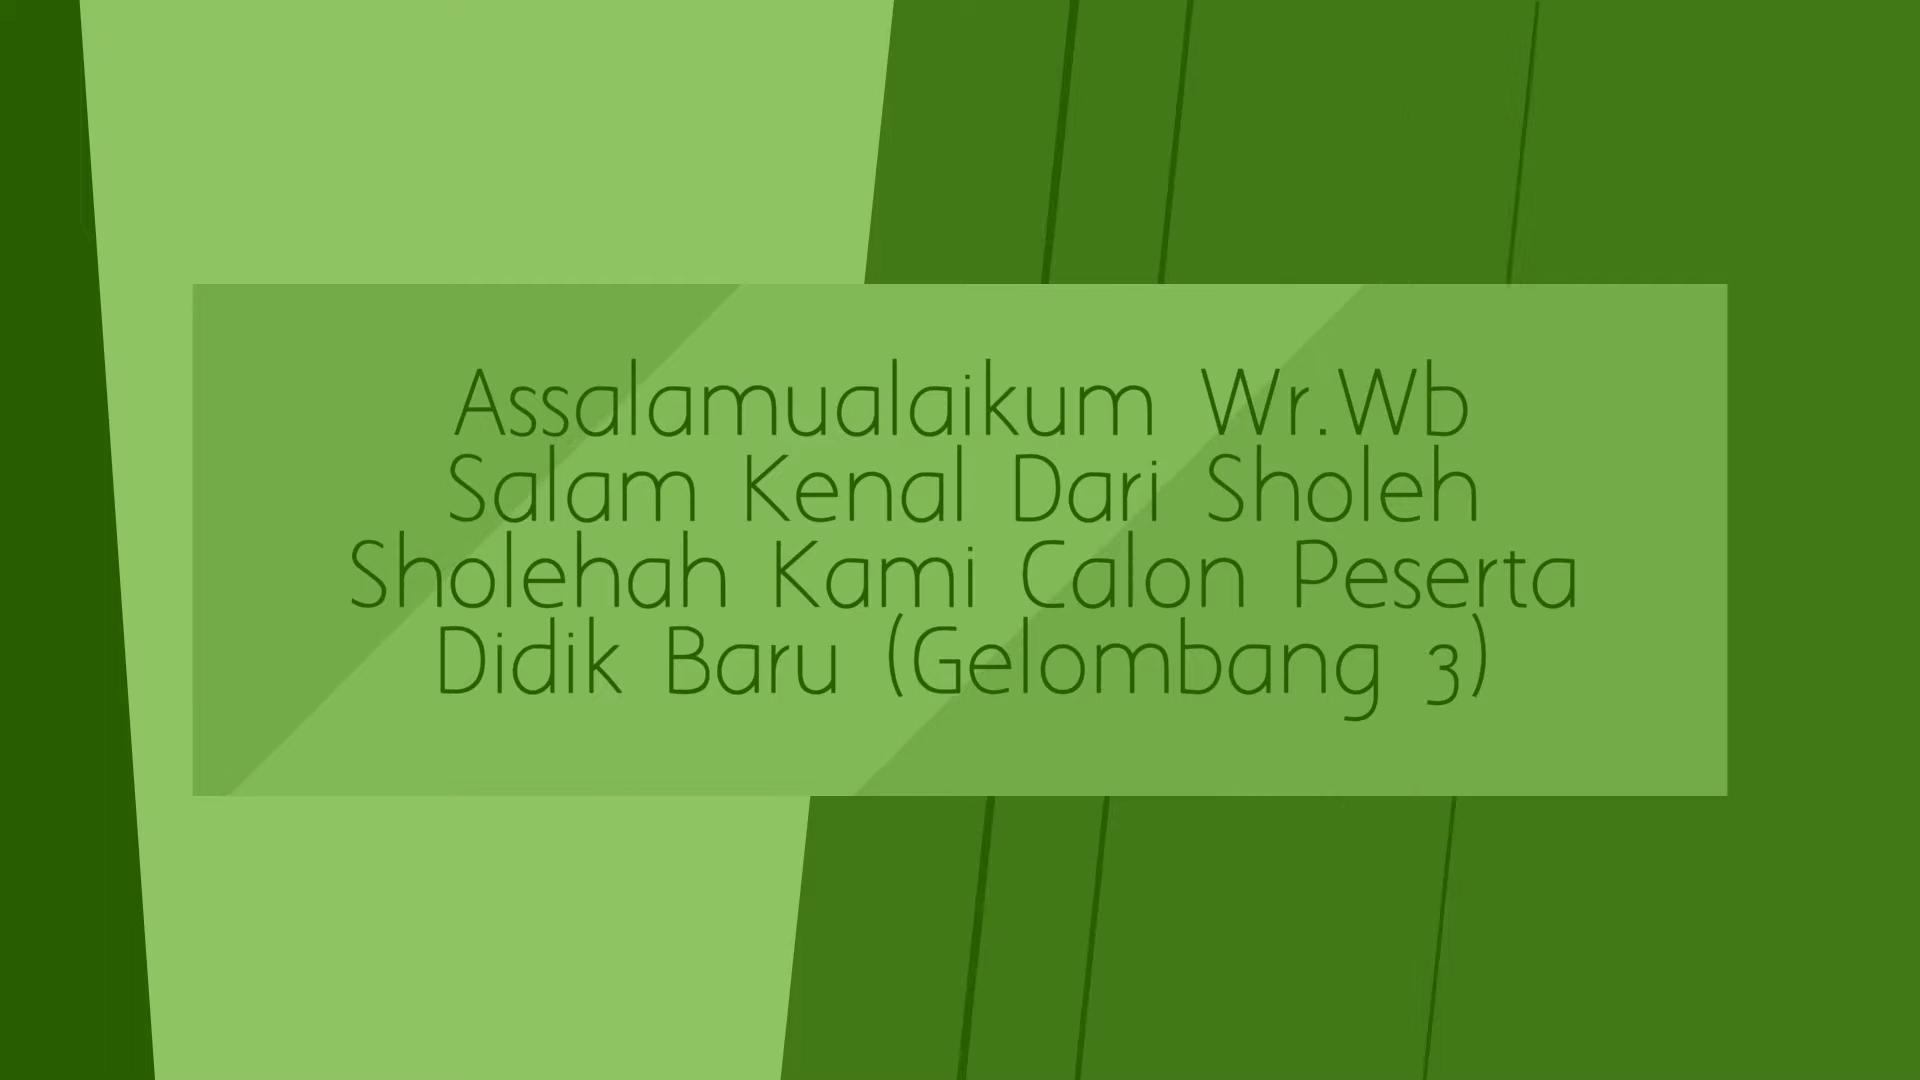 Assalamualaikum Wr.Wb
Salam Kenal Dari Sholeh
Sholehah Kami Calon Peserta
Didik Baru (Gelombang 3)